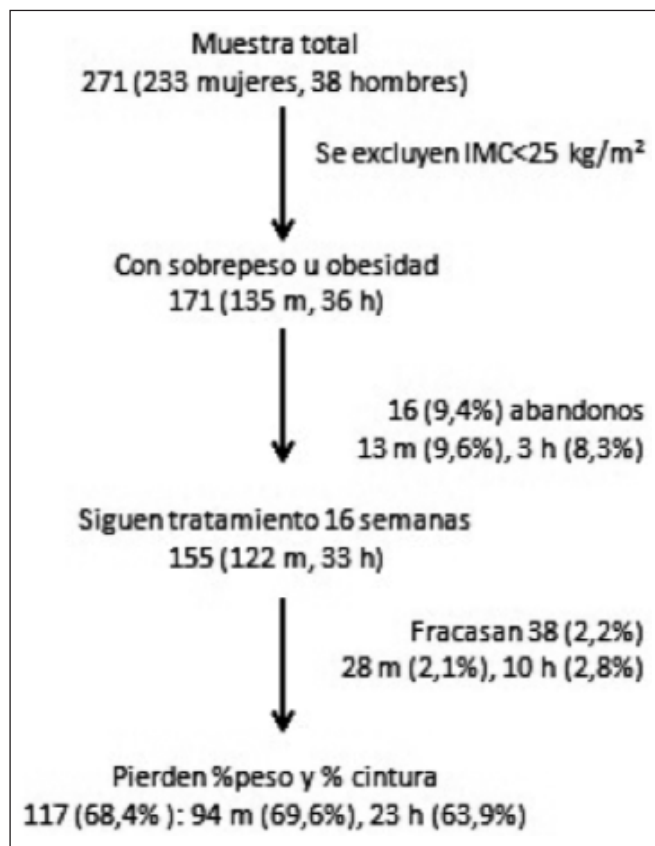 Muestra total
271 (233 mujeres, 38 hombres)
Se excluyen IMC<25 kg/m²
Con sobrepeso u obesidad
171 (135 m, 36 h)
16 (9,4%) abandonos
13 m (9,6%), 3 h (8,3%)
Siguen tratamiento 16 semanas
155 (122 m, 33 h)
Fracasan 38 (2,2%)
28 m (2,1%), 10 h (2,8%)
Pierden %peso y % cintura
117 (68,4% ): 94 m (69,6%), 23 h (63,9%)